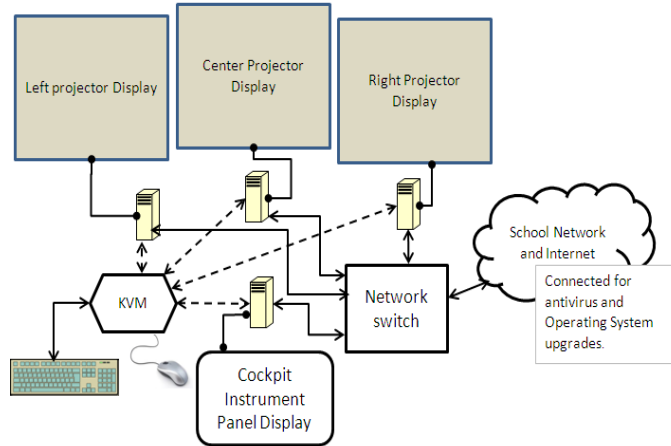 Left projector Display
Center Projector
Display
Right Projector
Display
School Network
and Internet
Connected for
antivirus and
Operating System
upgrades.
KVM
Network
switch
Cockpit
Instrument
Panel Display